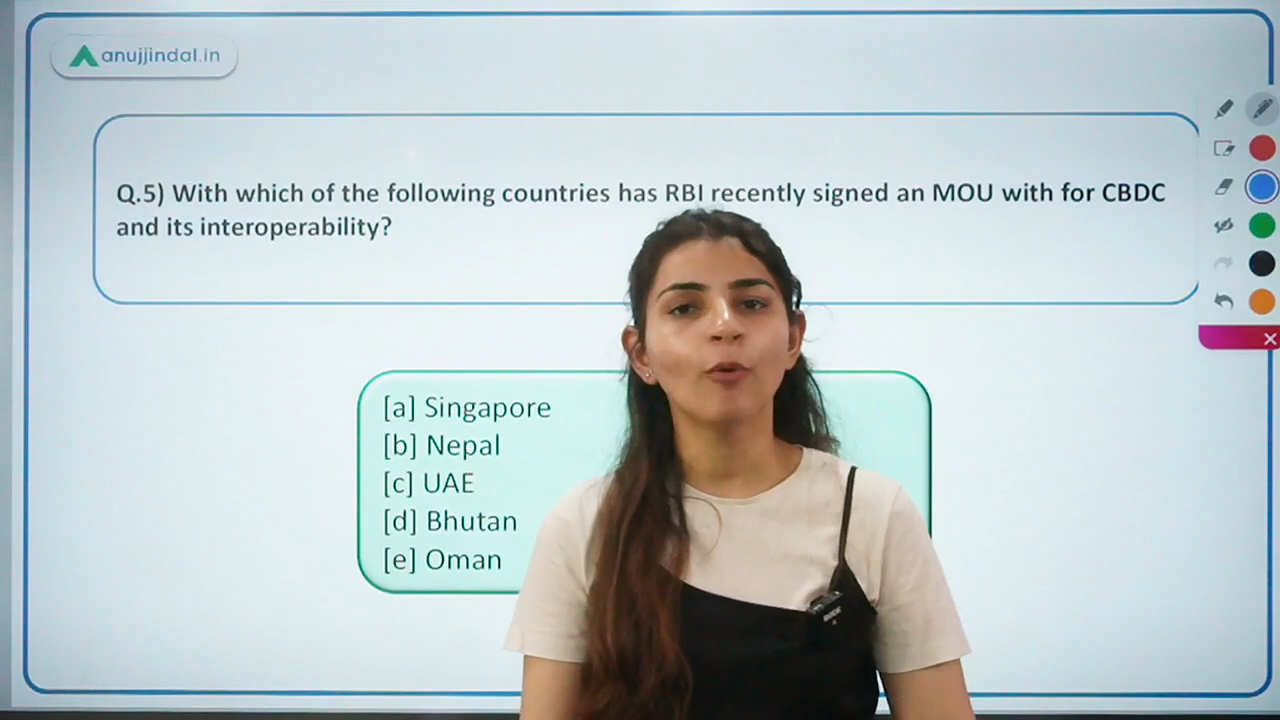 anujjindal.in
Q.5) With which of the following countries has RBI recently signed an MOU with for CBDC
and its interoperability?
[a] Singapore
[b] Nepal
[c] UAE
[d] Bhutan
[e] Oman